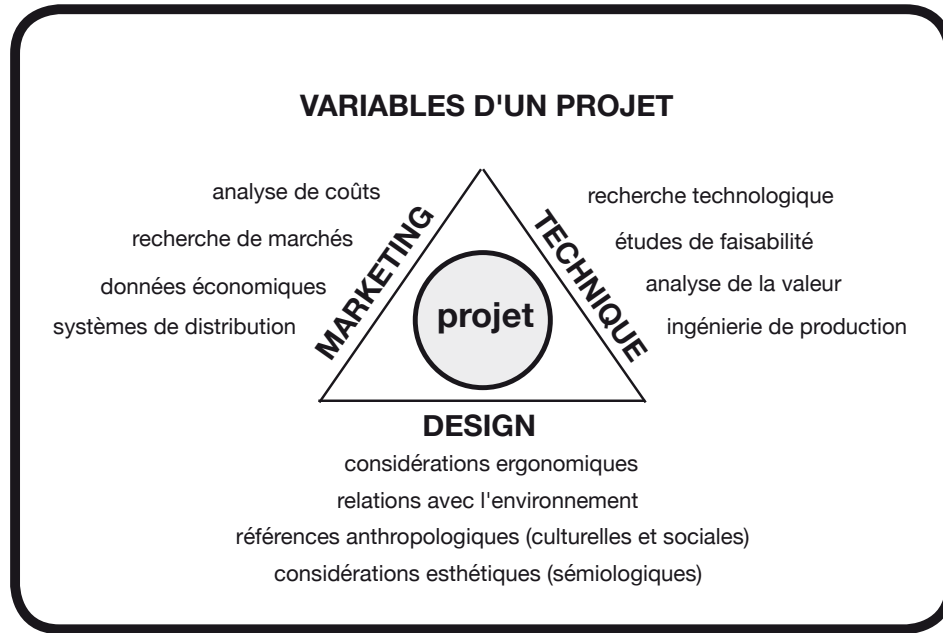 VARIABLES D'UN PROJET
analyse de coûts
recherche de marchés
données économiques
systèmes de distribution
MARKETING
projet
TECHNIQUE
recherche technologique
études de faisabilité
analyse de la valeur
ingénierie de production
DESIGN
considérations ergonomiques
relations avec l'environnement
références anthropologiques (culturelles et sociales)
considérations esthétiques (sémiologiques)